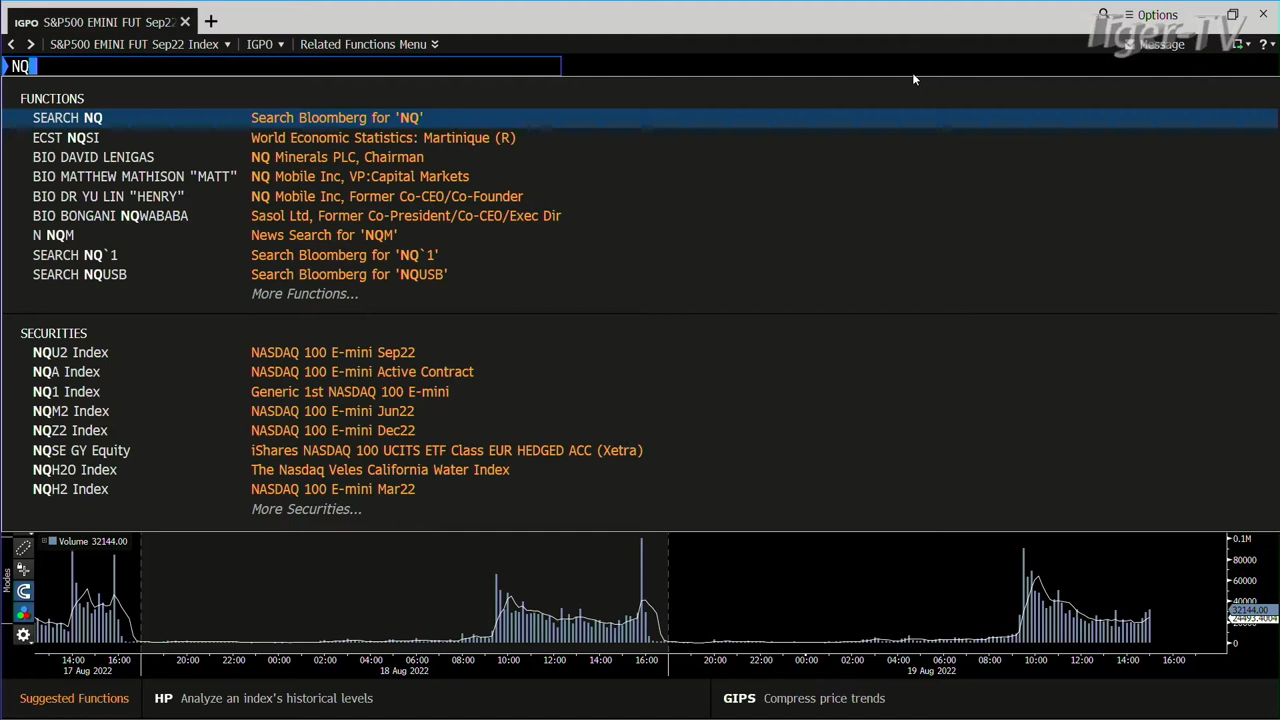 IGPO S&P500 EMINI FUT Sep22
Options
Tiger-TV
S&P500 EMINI FUT Sep22 Index IGPO Related Functions Menu
Message ?
NQ
FUNCTIONS
SEARCH NQ Search Bloomberg for 'NQ'
ECST NQSI World Economic Statistics: Martinique (R)
BIO DAVID LENIGAS NQ Minerals PLC, Chairman
BIO MATTHEW MATHISON "MATT" NQ Mobile Inc, VP:Capital Markets
BIO DR YU LIN "HENRY" NQ Mobile Inc, Former Co-CEO/Co-Founder
BIO BONGANI NQWABABA Sasol Ltd, Former Co-President/Co-CEO/Exec Dir
N NQM News Search for 'NQM'
SEARCH NQ`1 Search Bloomberg for 'NQ`1'
SEARCH NQUSB Search Bloomberg for 'NQUSB'
More Functions...
SECURITIES
NQU2 Index NASDAQ 100 E-mini Sep22
NQA Index NASDAQ 100 E-mini Active Contract
NQ1 Index Generic 1st NASDAQ 100 E-mini
NQM2 Index NASDAQ 100 E-mini Jun22
NQZ2 Index NASDAQ 100 E-mini Dec22
NQSE GY Equity iShares NASDAQ 100 UCITS ETF Class EUR HEDGED ACC (Xetra)
NQH2O Index The Nasdaq Veles California Water Index
NQH2 Index NASDAQ 100 E-mini Mar22
More Securities...
Modes
Volume 32144.00
0.1M
80000
60000
40000
32144.00
24493.4004
0
14:00 16:00 20:00 22:00 00:00 02:00 04:00 06:00 08:00 10:00 12:00 14:00 16:00 20:00 22:00 00:00 02:00 04:00 06:00 08:00 10:00 12:00 14:00 16:00
17 Aug 2022 18 Aug 2022 19 Aug 2022
Suggested Functions HP Analyze an index's historical levels GIPS Compress price trends